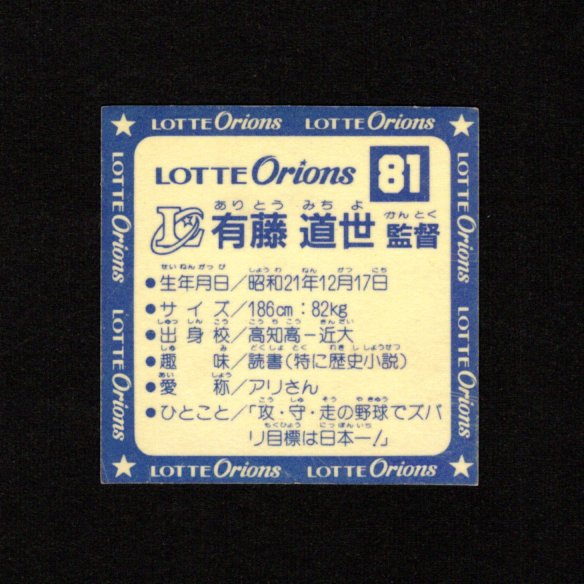 LOTTE Orions LOTTE Orions
LOTTE Orions
LOTTE Orions
LOTTE Orions
LOTTE Orions
LOTTE Orions 81
ありとう みちよ かんとく
有藤 道世 監督
せいねんがっぴ しょうわ ねん がつ にち
●生年月日/昭和21年12月17日
●サイズ/186cm:82kg
しゅっしんこう こうちこう きんだい
●出身校/高知高－近大
しゅみ どくしょ とく れきししょうせつ
●趣味/読書(特に歴史小説)
あいしょう
●愛称/アリさん
こう しゅ そう やきゅう
●ひとこと/「攻・守・走の野球でズバ
もくひょう にっぽんいち
リ目標は日本一!」
LOTTE Orions LOTTE Orions